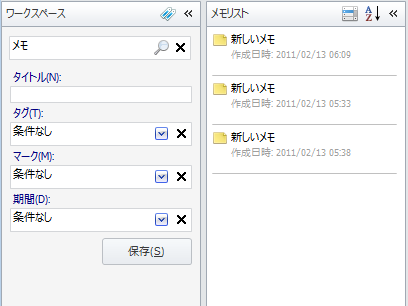 ワークスペース
メモ
タイトル(N):
タグ(T):
条件なし
マーク(M):
条件なし
期間(D):
条件なし
保存(S)
メモリスト
新しいメモ
作成日時: 2011/02/13 06:09
新しいメモ
作成日時: 2011/02/13 05:33
新しいメモ
作成日時: 2011/02/13 05:38